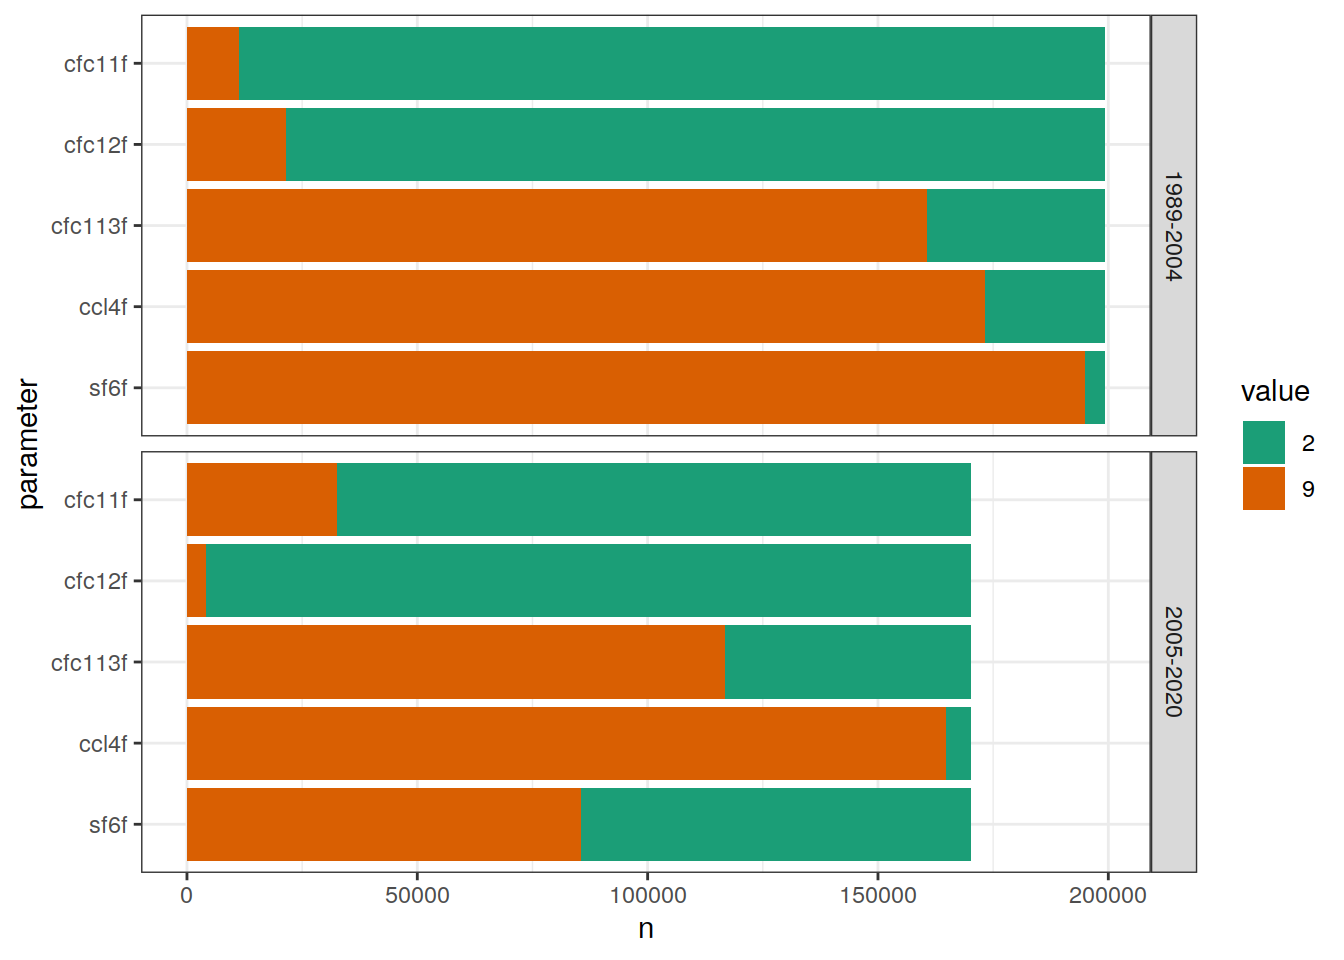 cfc11f
cfc12f
cfc113f
ccl4f
sf6f
1989-2004
cfc11f
cfc12f
cfc113f
ccl4f
sf6f
2005-2020
parameter
0
50000
100000
150000
200000
n
value
2
9